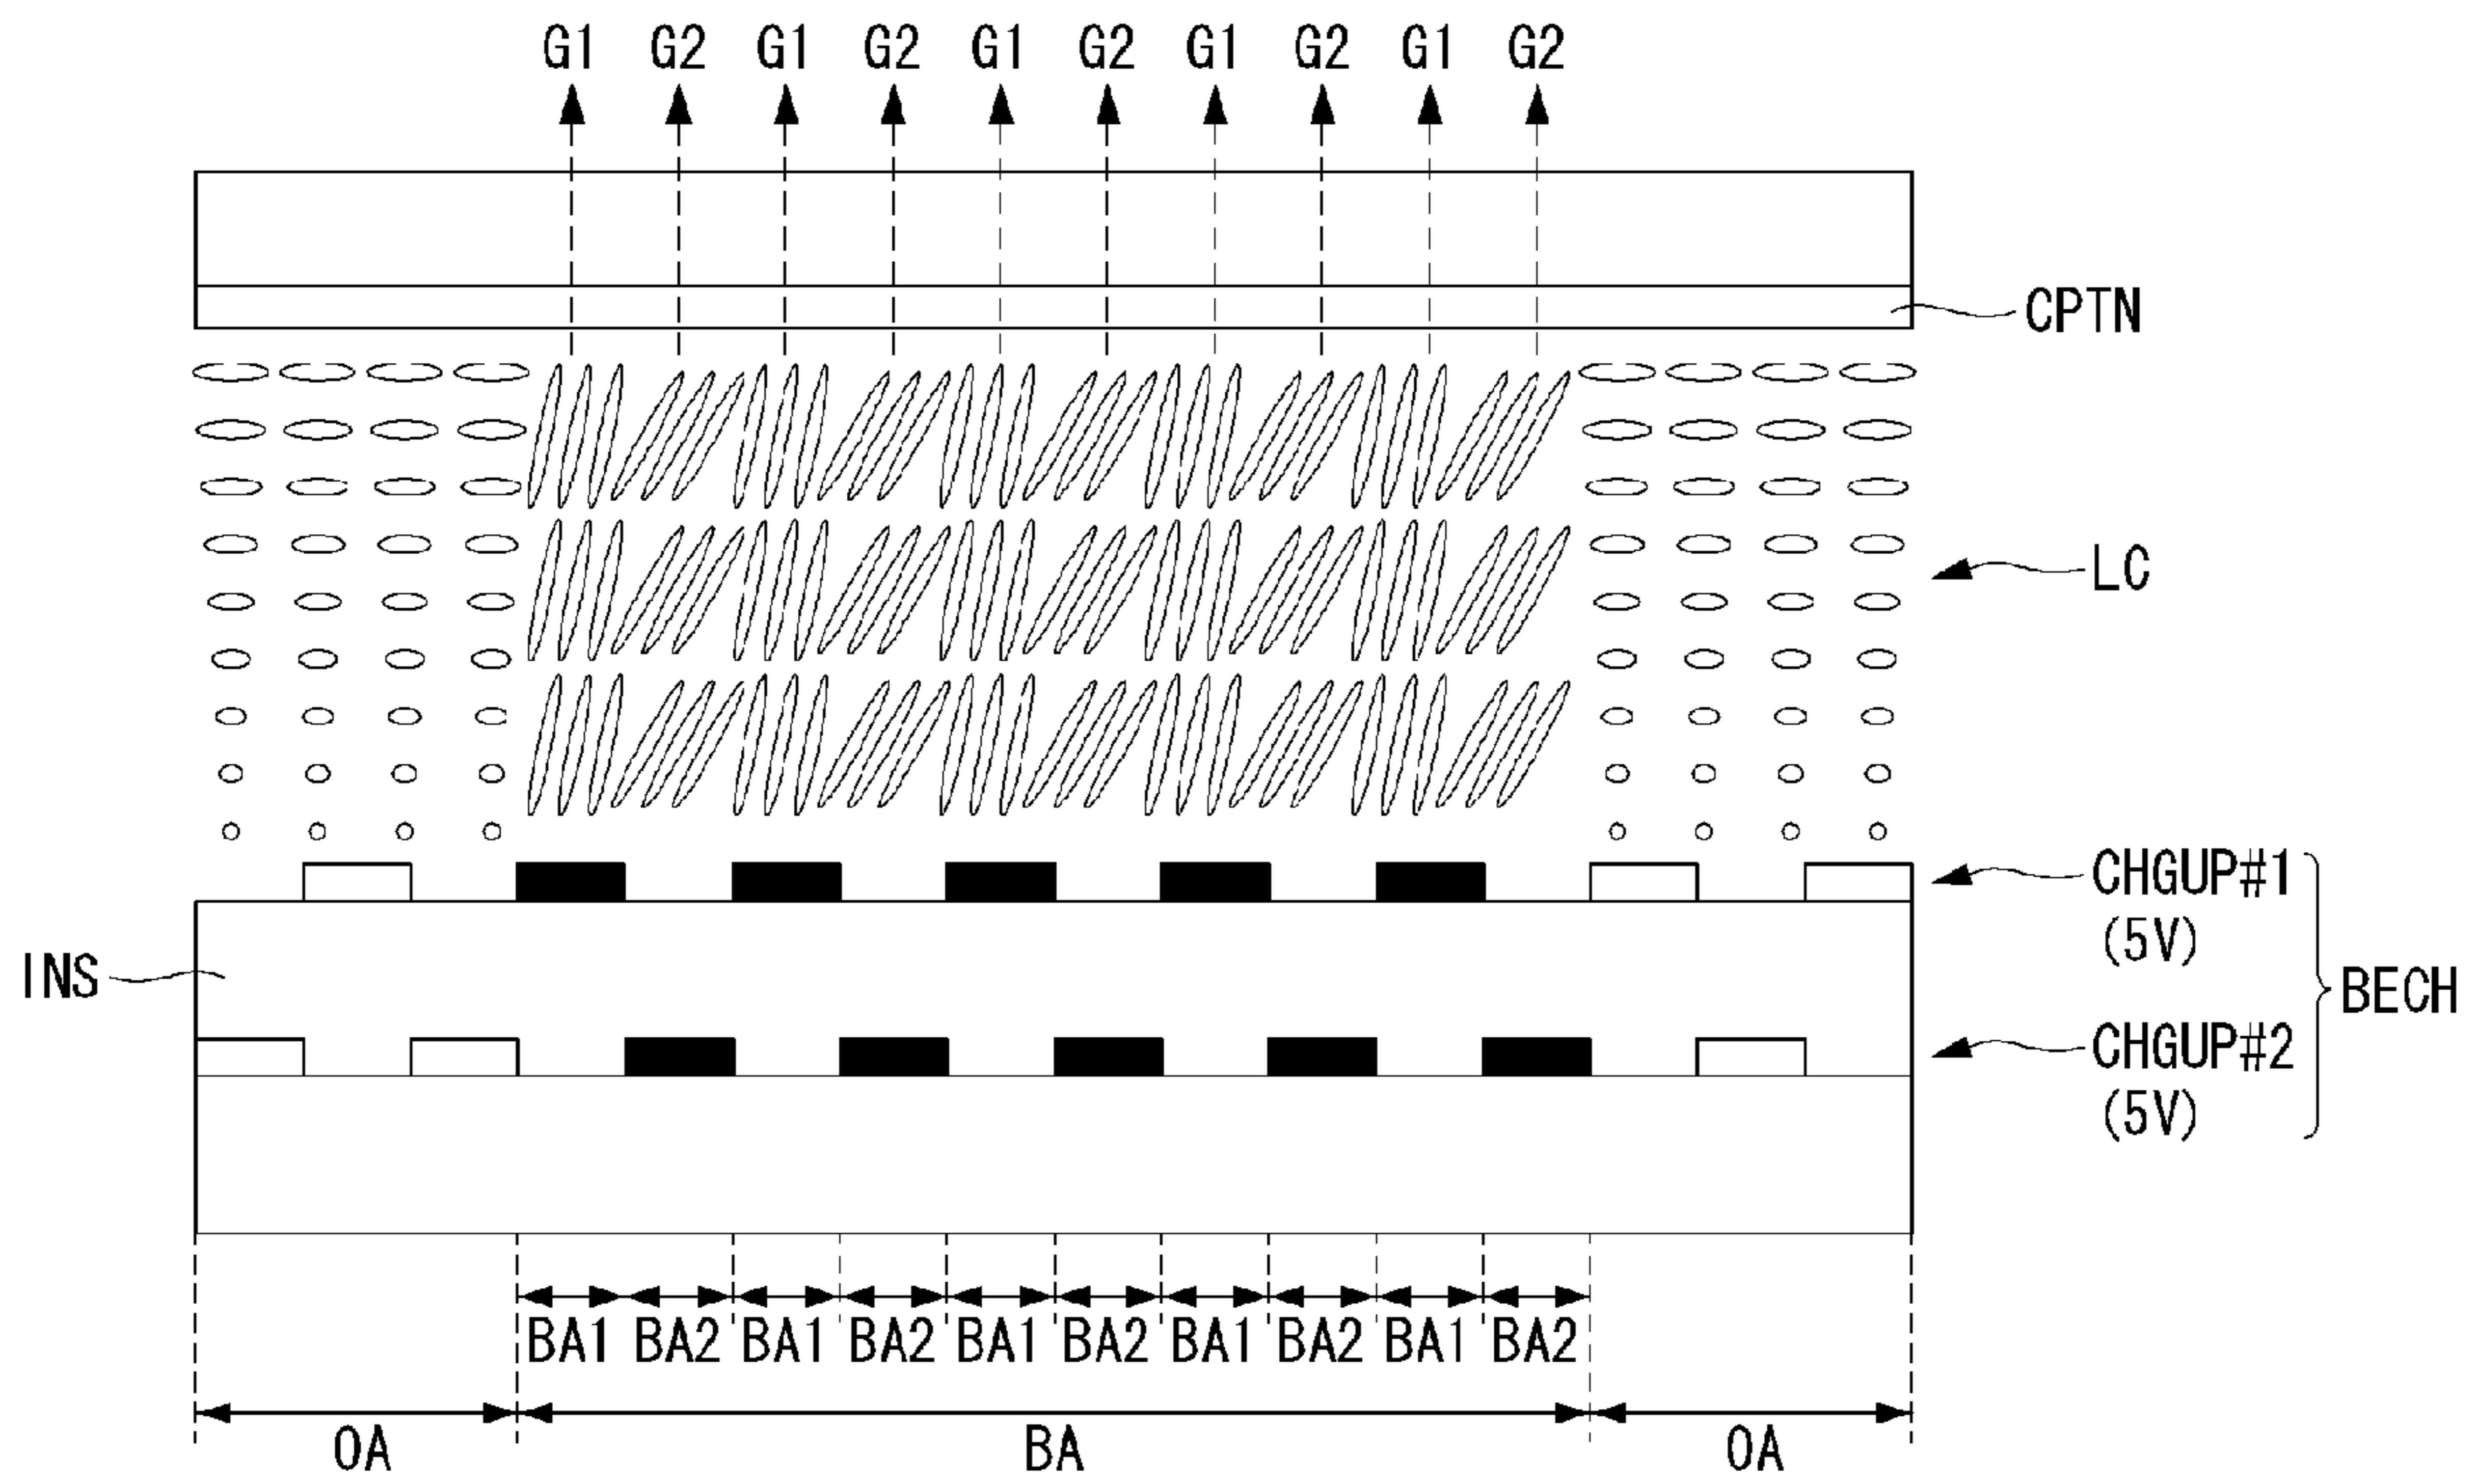 G1 G2 G1 G2 G1 G2 G1 G2 G1 G2
CPTN
LC
CHGUP#1
(5V)
INS
BECH
CHGUP#2
(5V)
BA1 BA2 BA1 BA2 BA1 BA2 BA1 BA2 BA1 BA2
OA BA OA